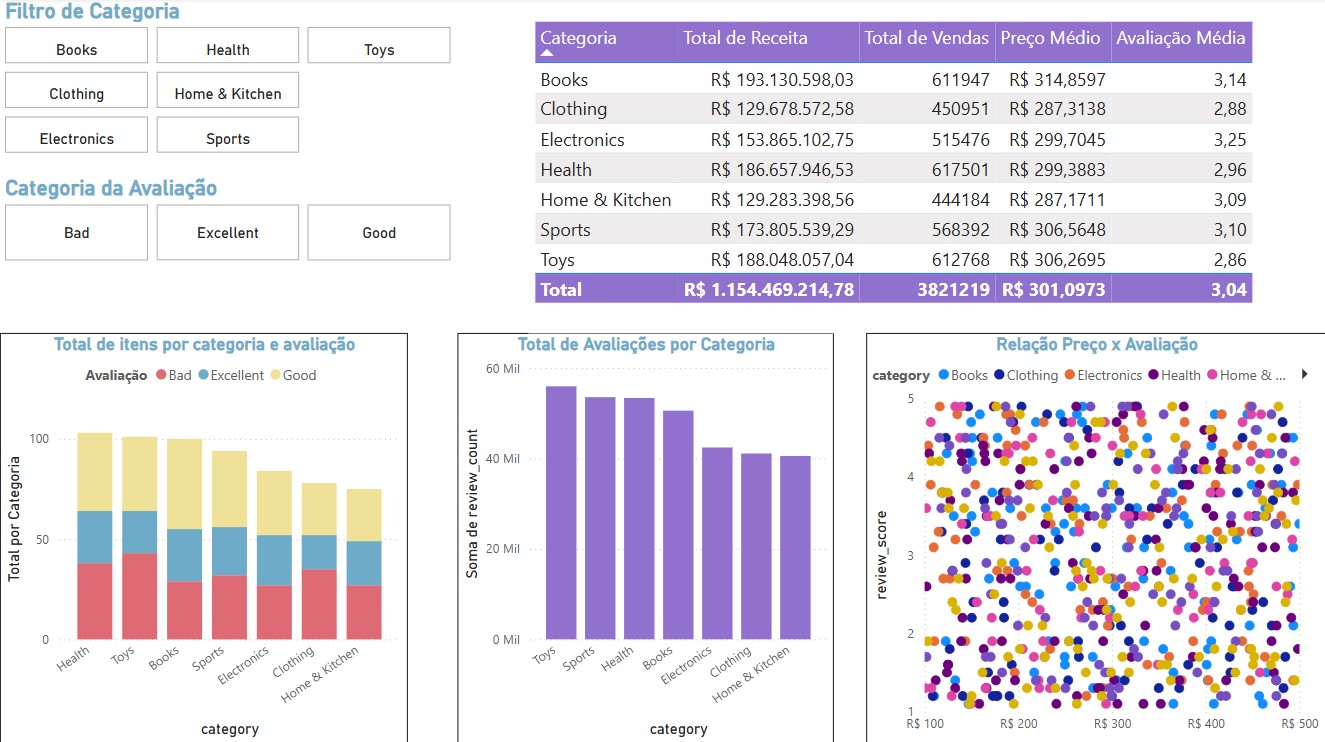 Filtro de Categoria
Books
Health
Toys
Clothing
Home & Kitchen
Electronics
Sports
Categoria da Avaliação
Bad
Excellent
Good
Categoria Total de Receita Total de Vendas Preço Médio Avaliação Média
Books R$ 193.130.598,03 611947 R$ 314,8597 3,14
Clothing R$ 129.678.572,58 450951 R$ 287,3138 2,88
Electronics R$ 153.865.102,75 515476 R$ 299,7045 3,25
Health R$ 186.657.946,53 617501 R$ 299,3883 2,96
Home & Kitchen R$ 129.283.398,56 444184 R$ 287,1711 3,09
Sports R$ 173.805.539,29 568392 R$ 306,5648 3,10
Toys R$ 188.048.057,04 612768 R$ 306,2695 2,86
Total R$ 1.154.469.214,78 3821219 R$ 301,0973 3,04
Total de itens por categoria e avaliação
Avaliação Bad Excellent Good
Total por Categoria
100
50
0
Health
Toys
Books
Sports
Electronics
Clothing
Home & Kitchen
category
Total de Avaliações por Categoria
Soma de review_count
60 Mil
40 Mil
20 Mil
0 Mil
Toys
Sports
Health
Books
Electronics
Clothing
Home & Kitchen
category
Relação Preço x Avaliação
category Books Clothing Electronics Health Home & ...
review_score
5
4
3
2
1
R$ 100
R$ 200
R$ 300
R$ 400
R$ 500